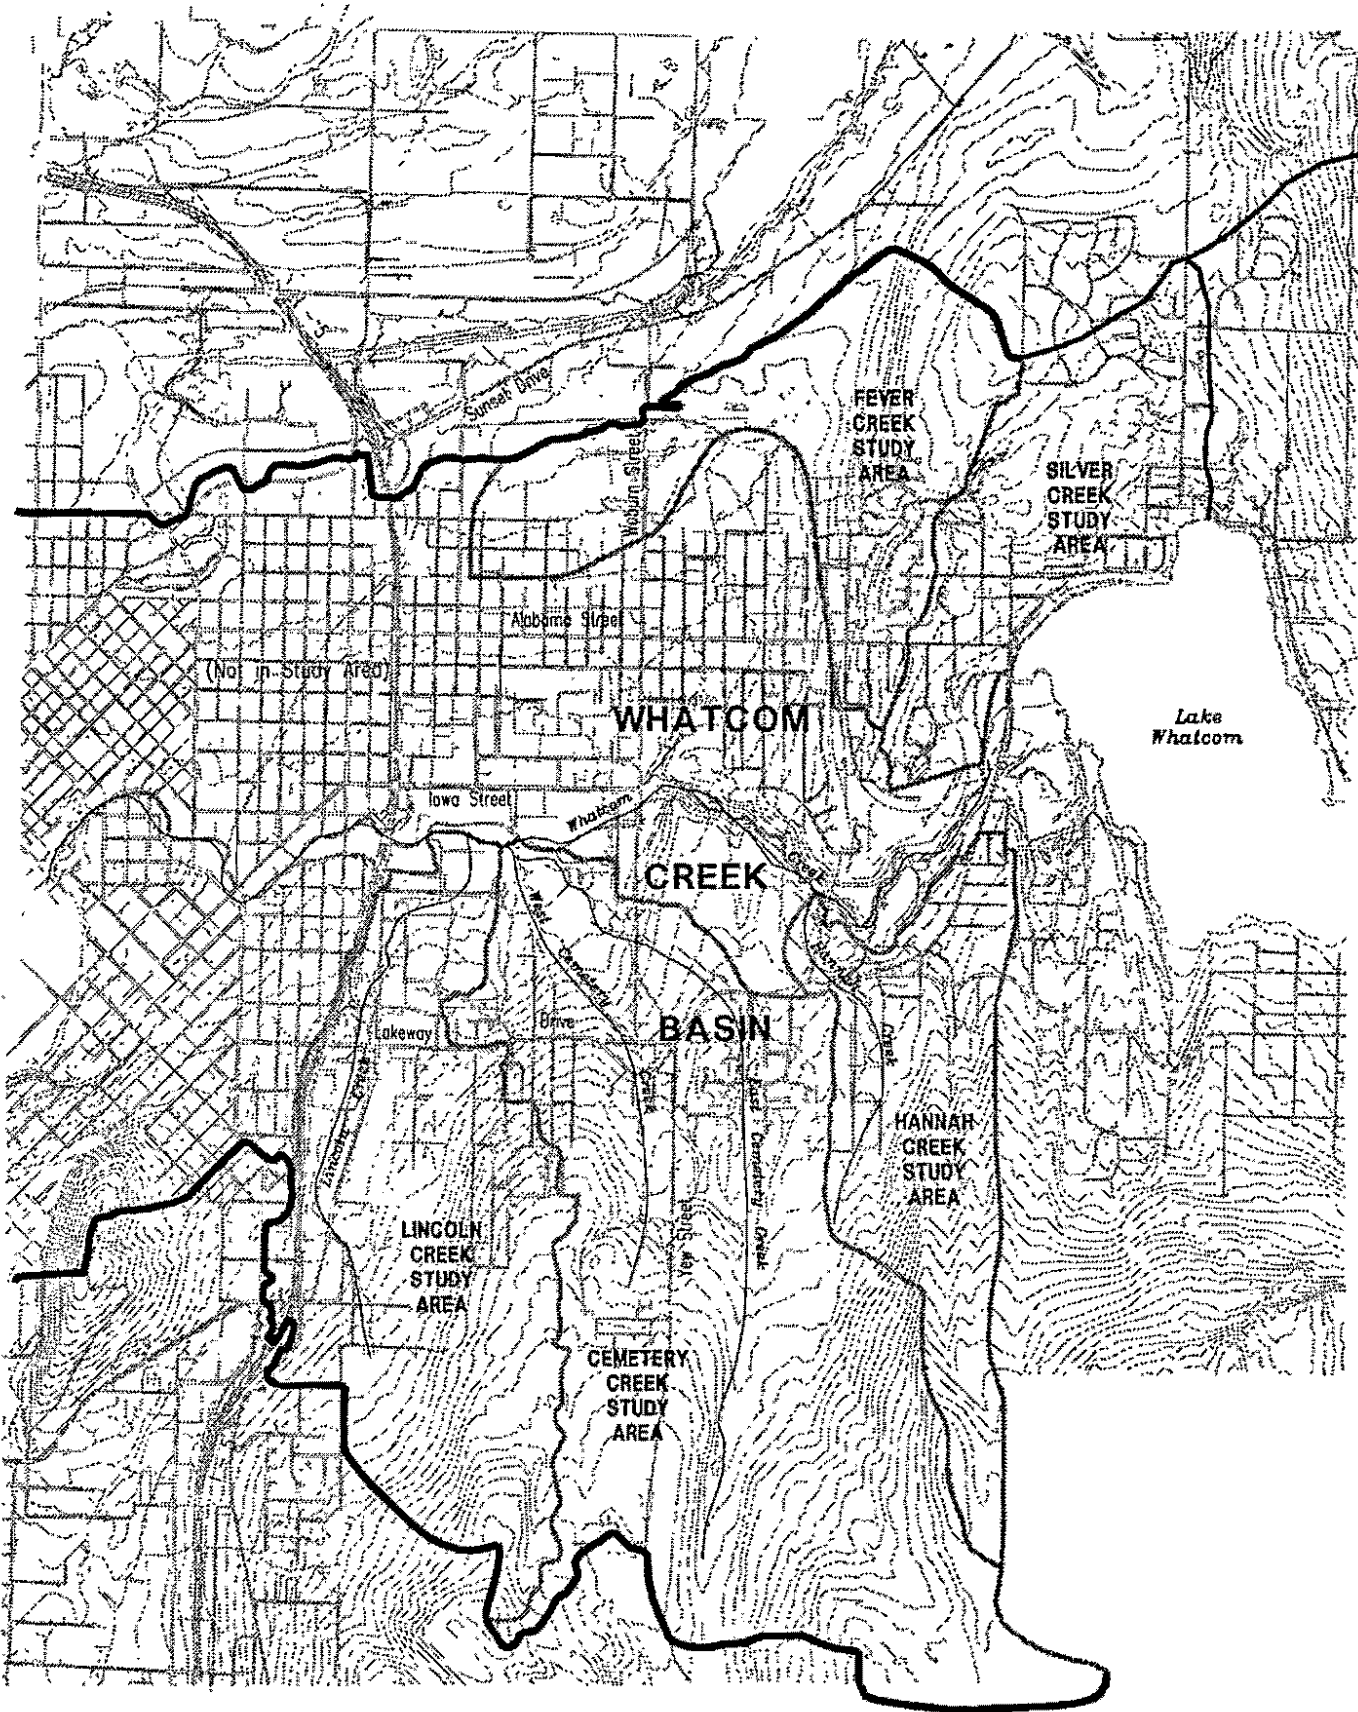 I-5
Sunset Drive
Woburn Street
FEVER
CREEK
STUDY
AREA
SILVER
CREEK
STUDY
AREA
Alabama Street
(Not in Study Area)
WHATCOM
Lake
Whatcom
Iowa Street
Whatcom
Creek
CREEK
West
Cemetery
Creek
Hannah
Creek
Lakeway
Drive
BASIN
Lincoln Creek
East Cemetery Creek
HANNAH
CREEK
STUDY
AREA
Yew Street
LINCOLN
CREEK
STUDY
AREA
CEMETERY
CREEK
STUDY
AREA